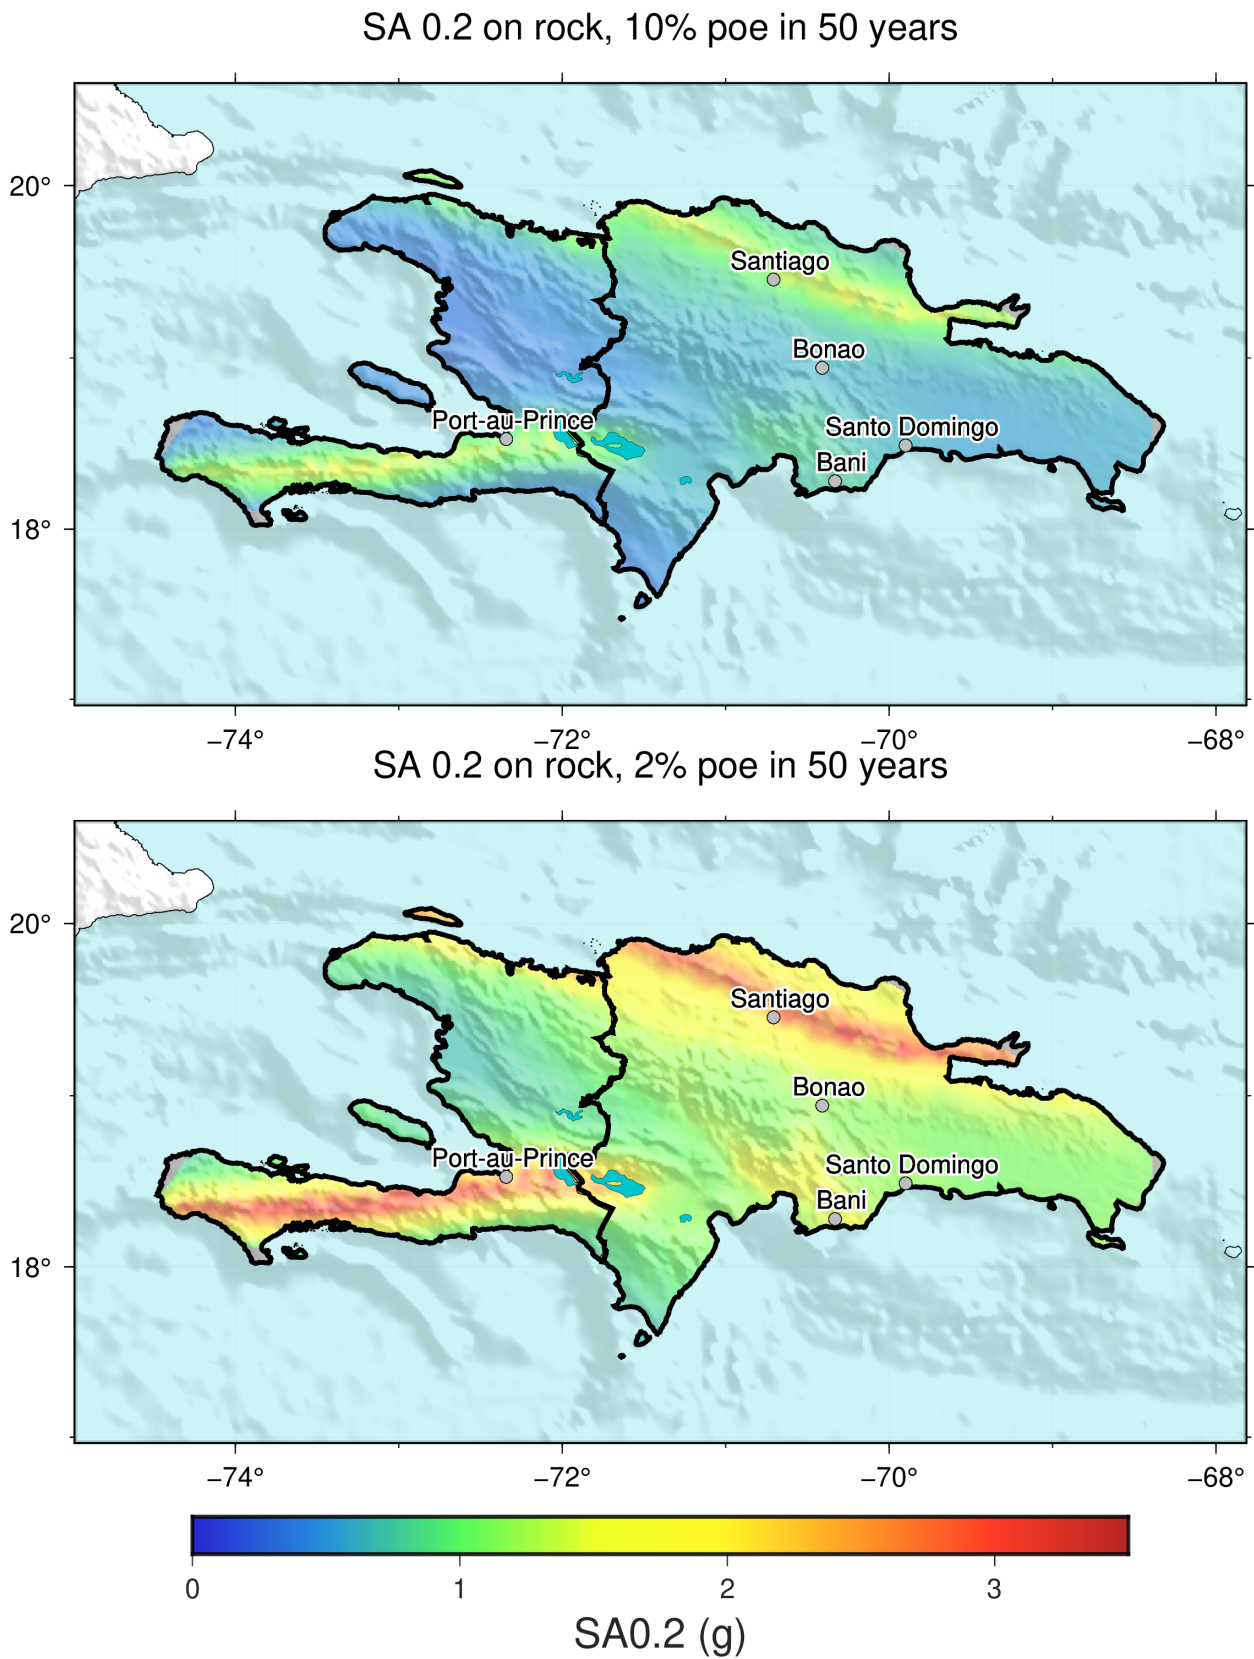 SA 0.2 on rock, 10% poe in 50 years
20°
Santiago
Bonao
Port-au-Prince
Santo Domingo
Bani
18°
−74°
−72°
−70°
−68°
SA 0.2 on rock, 2% poe in 50 years
20°
Santiago
Bonao
Port-au-Prince
Santo Domingo
Bani
18°
−74°
−72°
−70°
−68°
0
1
2
3
SA0.2 (g)